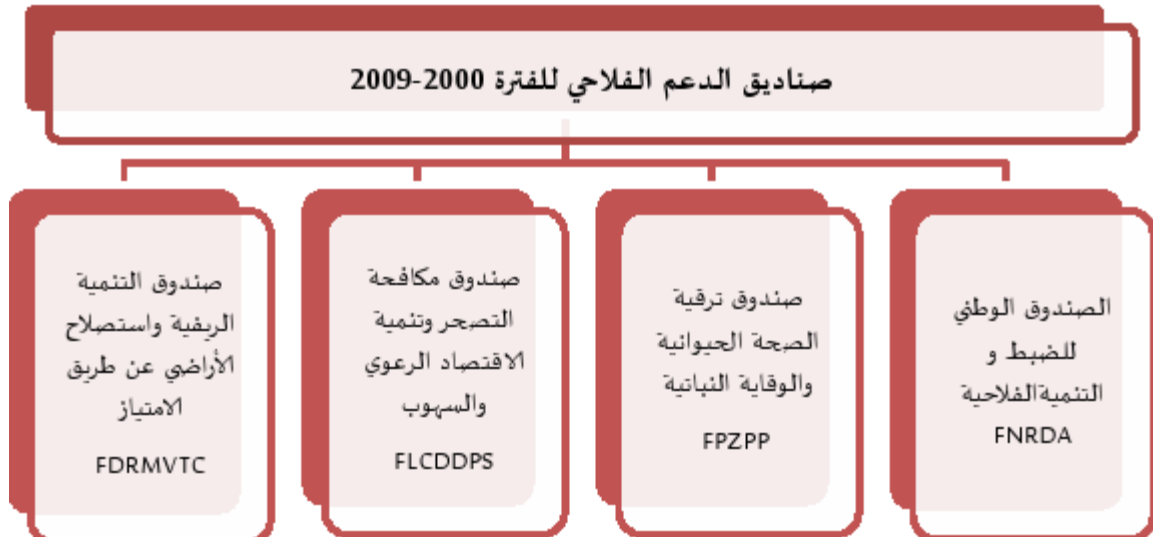 صناديق الدعم الفلاحي للفترة 2000-2009
الصندوق الوطني
للضبط و
التنميةالفلاحية
FNRDA
صندوق ترقية
الصحة الحيوانية
والوقاية النباتية
FPZPP
صندوق مكافحة
التصحر وتنمية
الاقتصاد الرعوي
والسهوب
FLCDDPS
صندوق التنمية
الريفية واستصلاح
الأراضي عن طريق
الامتياز
FDRMVTC